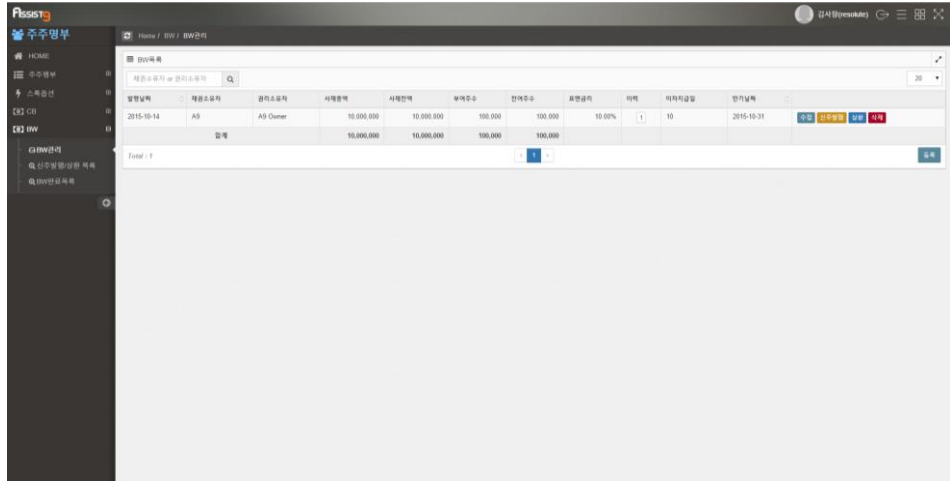 Assist9
김사장(resolute)
주주명부
Home / BW / BW관리
HOME
주주명부
스톡옵션
CB
BW
BW관리
신주발행/상환 목록
BW만료목록
BW목록
채권소유자 or 권리소유자
20
발행날짜 채권소유자 권리소유자 사채총액 사채잔액 부여주수 잔여주수 표면금리 이력 이자지급일 만기날짜
2015-10-14 A9 A9 Owner 10,000,000 10,000,000 100,000 100,000 10.00% 1 10 2015-10-31 수정 신주발행 상환 삭제
합계 10,000,000 10,000,000 100,000 100,000
Total : 1
1
등록